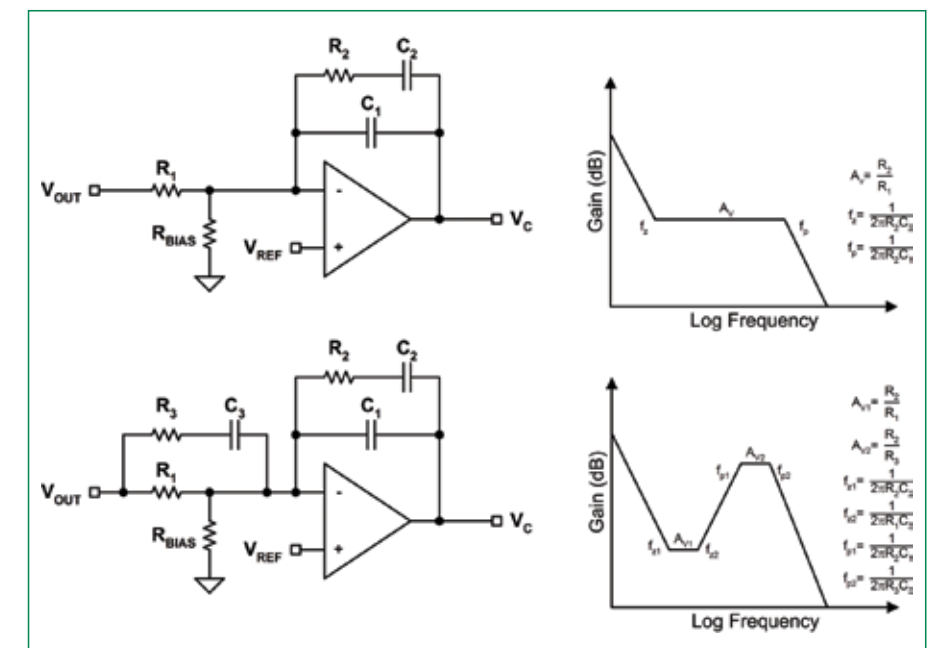 R2
C2
C1
R1
VOUT
-
RBIAS
VREF
+
VC
Gain (dB)
fz
AV
fp
Log Frequency
AV= R2/R1
fz= 1/2πR2C2
fp= 1/2πR2C1
R2
C2
R3
C3
C1
R1
VOUT
-
RBIAS
VREF
+
VC
Gain (dB)
fz1
AV1
fz2
fp1
AV2
fp2
Log Frequency
AV1= R2/R1
AV2= R2/R3
fz1= 1/2πR2C2
fz2= 1/2πR1C3
fp1= 1/2πR2C1
fp2= 1/2πR3C3